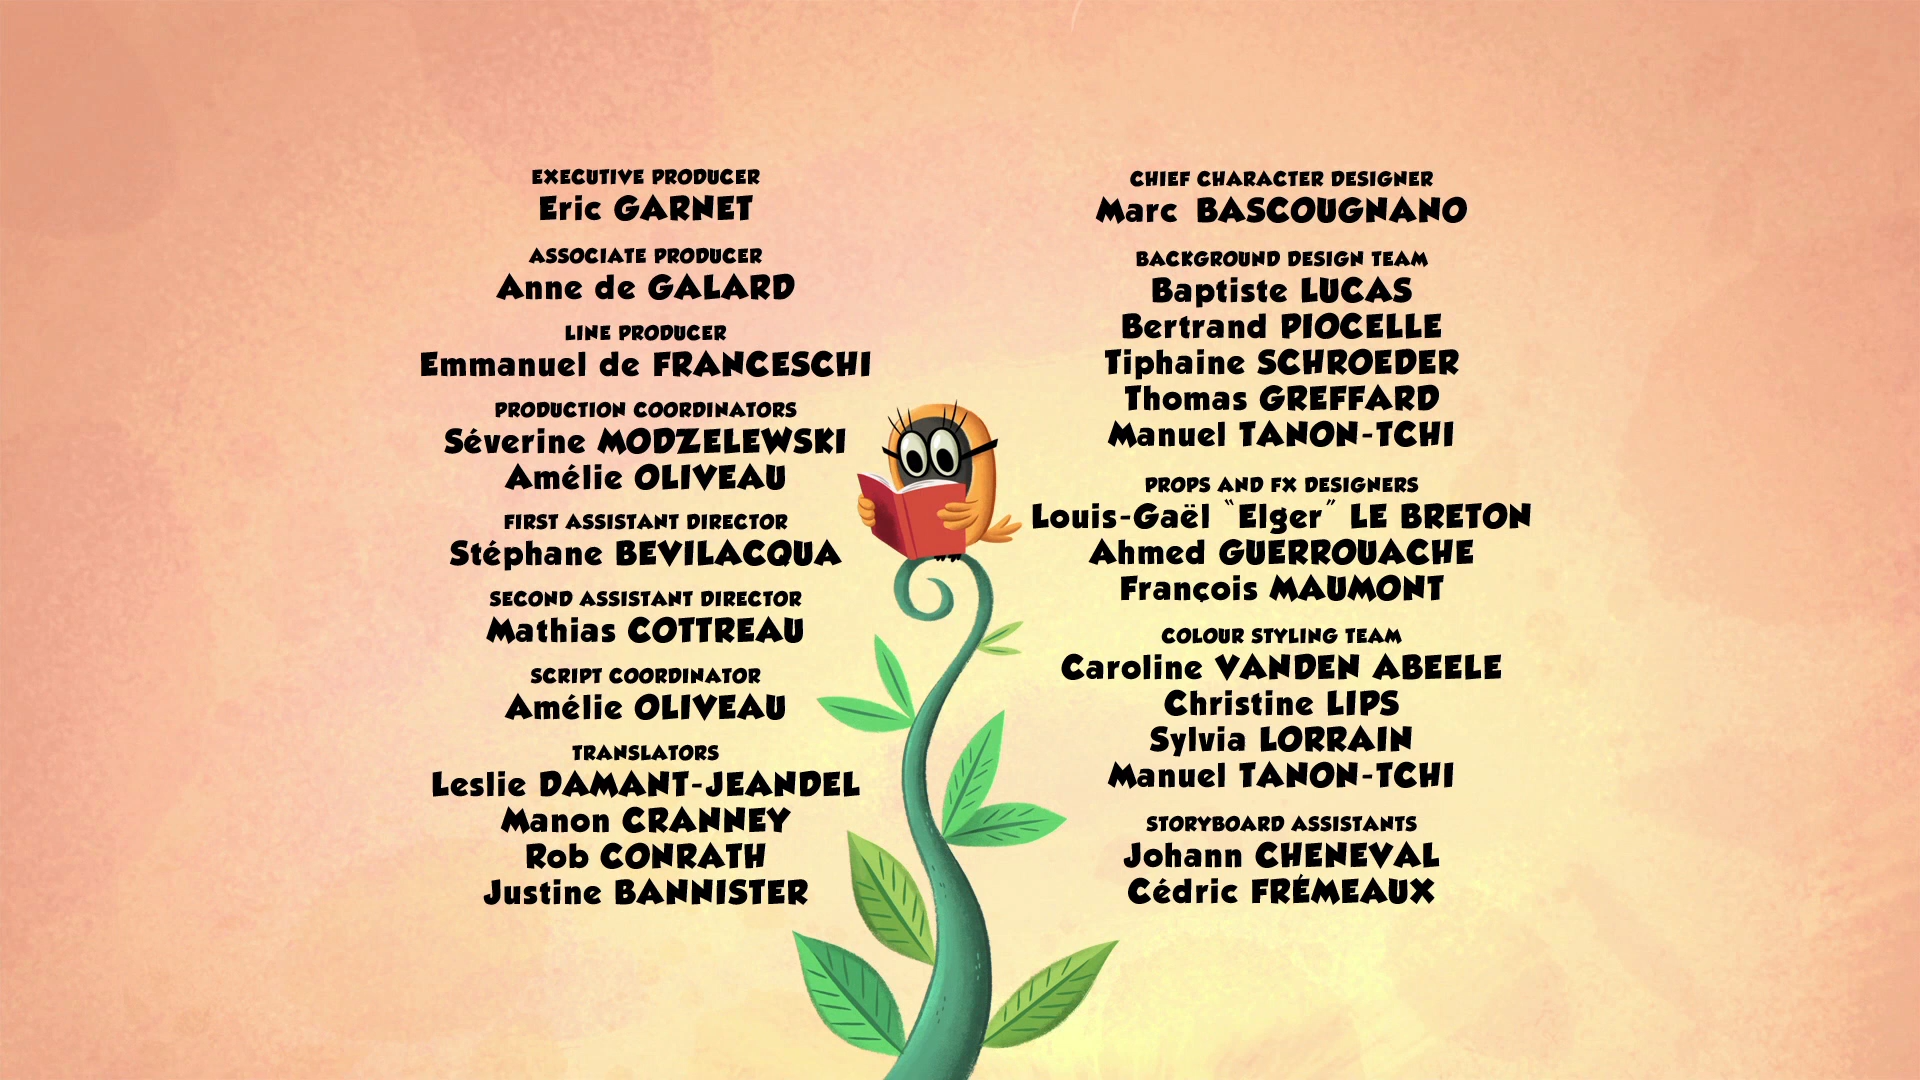 EXECUTIVE PRODUCER
Eric GARNET
ASSOCIATE PRODUCER
Anne de GALARD
LINE PRODUCER
Emmanuel de FRANCESCHI
PRODUCTION COORDINATORS
Séverine MODZELEWSKI
Amélie OLIVEAU
FIRST ASSISTANT DIRECTOR
Stéphane BEVILACQUA
SECOND ASSISTANT DIRECTOR
Mathias COTTREAU
SCRIPT COORDINATOR
Amélie OLIVEAU
TRANSLATORS
Leslie DAMANT-JEANDEL
Manon CRANNEY
Rob CONRATH
Justine BANNISTER
CHIEF CHARACTER DESIGNER
Marc BASCOUGNANO
BACKGROUND DESIGN TEAM
Baptiste LUCAS
Bertrand PIOCELLE
Tiphaine SCHROEDER
Thomas GREFFARD
Manuel TANON-TCHI
PROPS AND FX DESIGNERS
Louis-Gaël “Elger” LE BRETON
Ahmed GUERROUACHE
François MAUMONT
COLOUR STYLING TEAM
Caroline VANDEN ABEELE
Christine LIPS
Sylvia LORRAIN
Manuel TANON-TCHI
STORYBOARD ASSISTANTS
Johann CHENEVAL
Cédric FRÉMEAUX